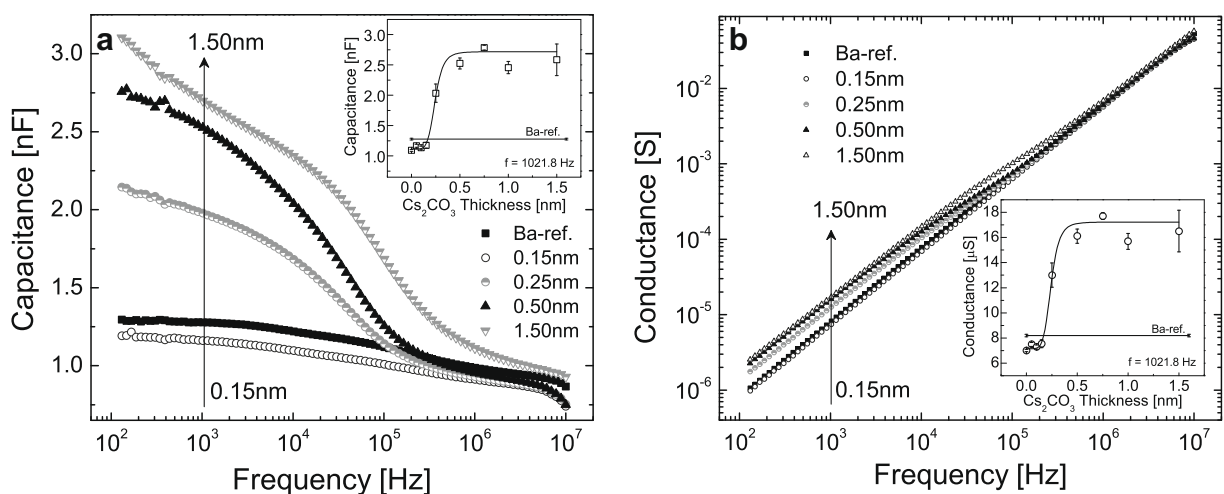 a
1.50nm
0.15nm
3.0
2.5
2.0
1.5
1.0
Capacitance [nF]
10² 10³ 10⁴ 10⁵ 10⁶ 10⁷
Frequency [Hz]
3.0
2.5
2.0
1.5
1.0
Capacitance [nF]
Ba-ref.
f = 1021.8 Hz
0.0 0.5 1.0 1.5
Cs₂CO₃ Thickness [nm]
Ba-ref.
0.15nm
0.25nm
0.50nm
1.50nm
b
Ba-ref.
0.15nm
0.25nm
0.50nm
1.50nm
1.50nm
0.15nm
10⁻²
10⁻³
10⁻⁴
10⁻⁵
10⁻⁶
Conductance [S]
10² 10³ 10⁴ 10⁵ 10⁶ 10⁷
Frequency [Hz]
18
16
14
12
10
8
6
Conductance [µS]
Ba-ref.
f = 1021.8 Hz
0.0 0.5 1.0 1.5
Cs₂CO₃ Thickness [nm]